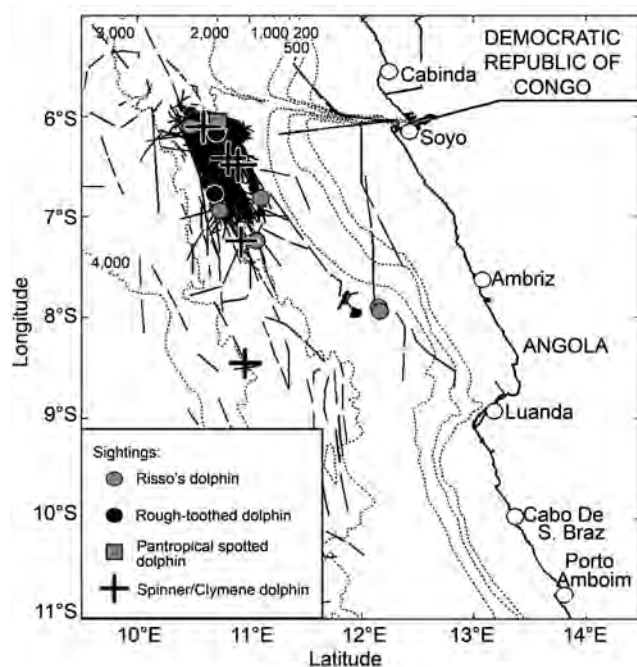 3,000
2,000
1,000
200
500
DEMOCRATIC
REPUBLIC OF
CONGO
Cabinda
6°S
Soyo
7°S
4,000
Ambriz
Longitude
8°S
ANGOLA
9°S
Luanda
Sightings:
Risso's dolphin
Rough-toothed dolphin
Pantropical spotted
dolphin
Spinner/Clymene dolphin
10°S
Cabo De
S. Braz
Porto
Amboim
11°S
10°E
11°E
12°E
13°E
14°E
Latitude